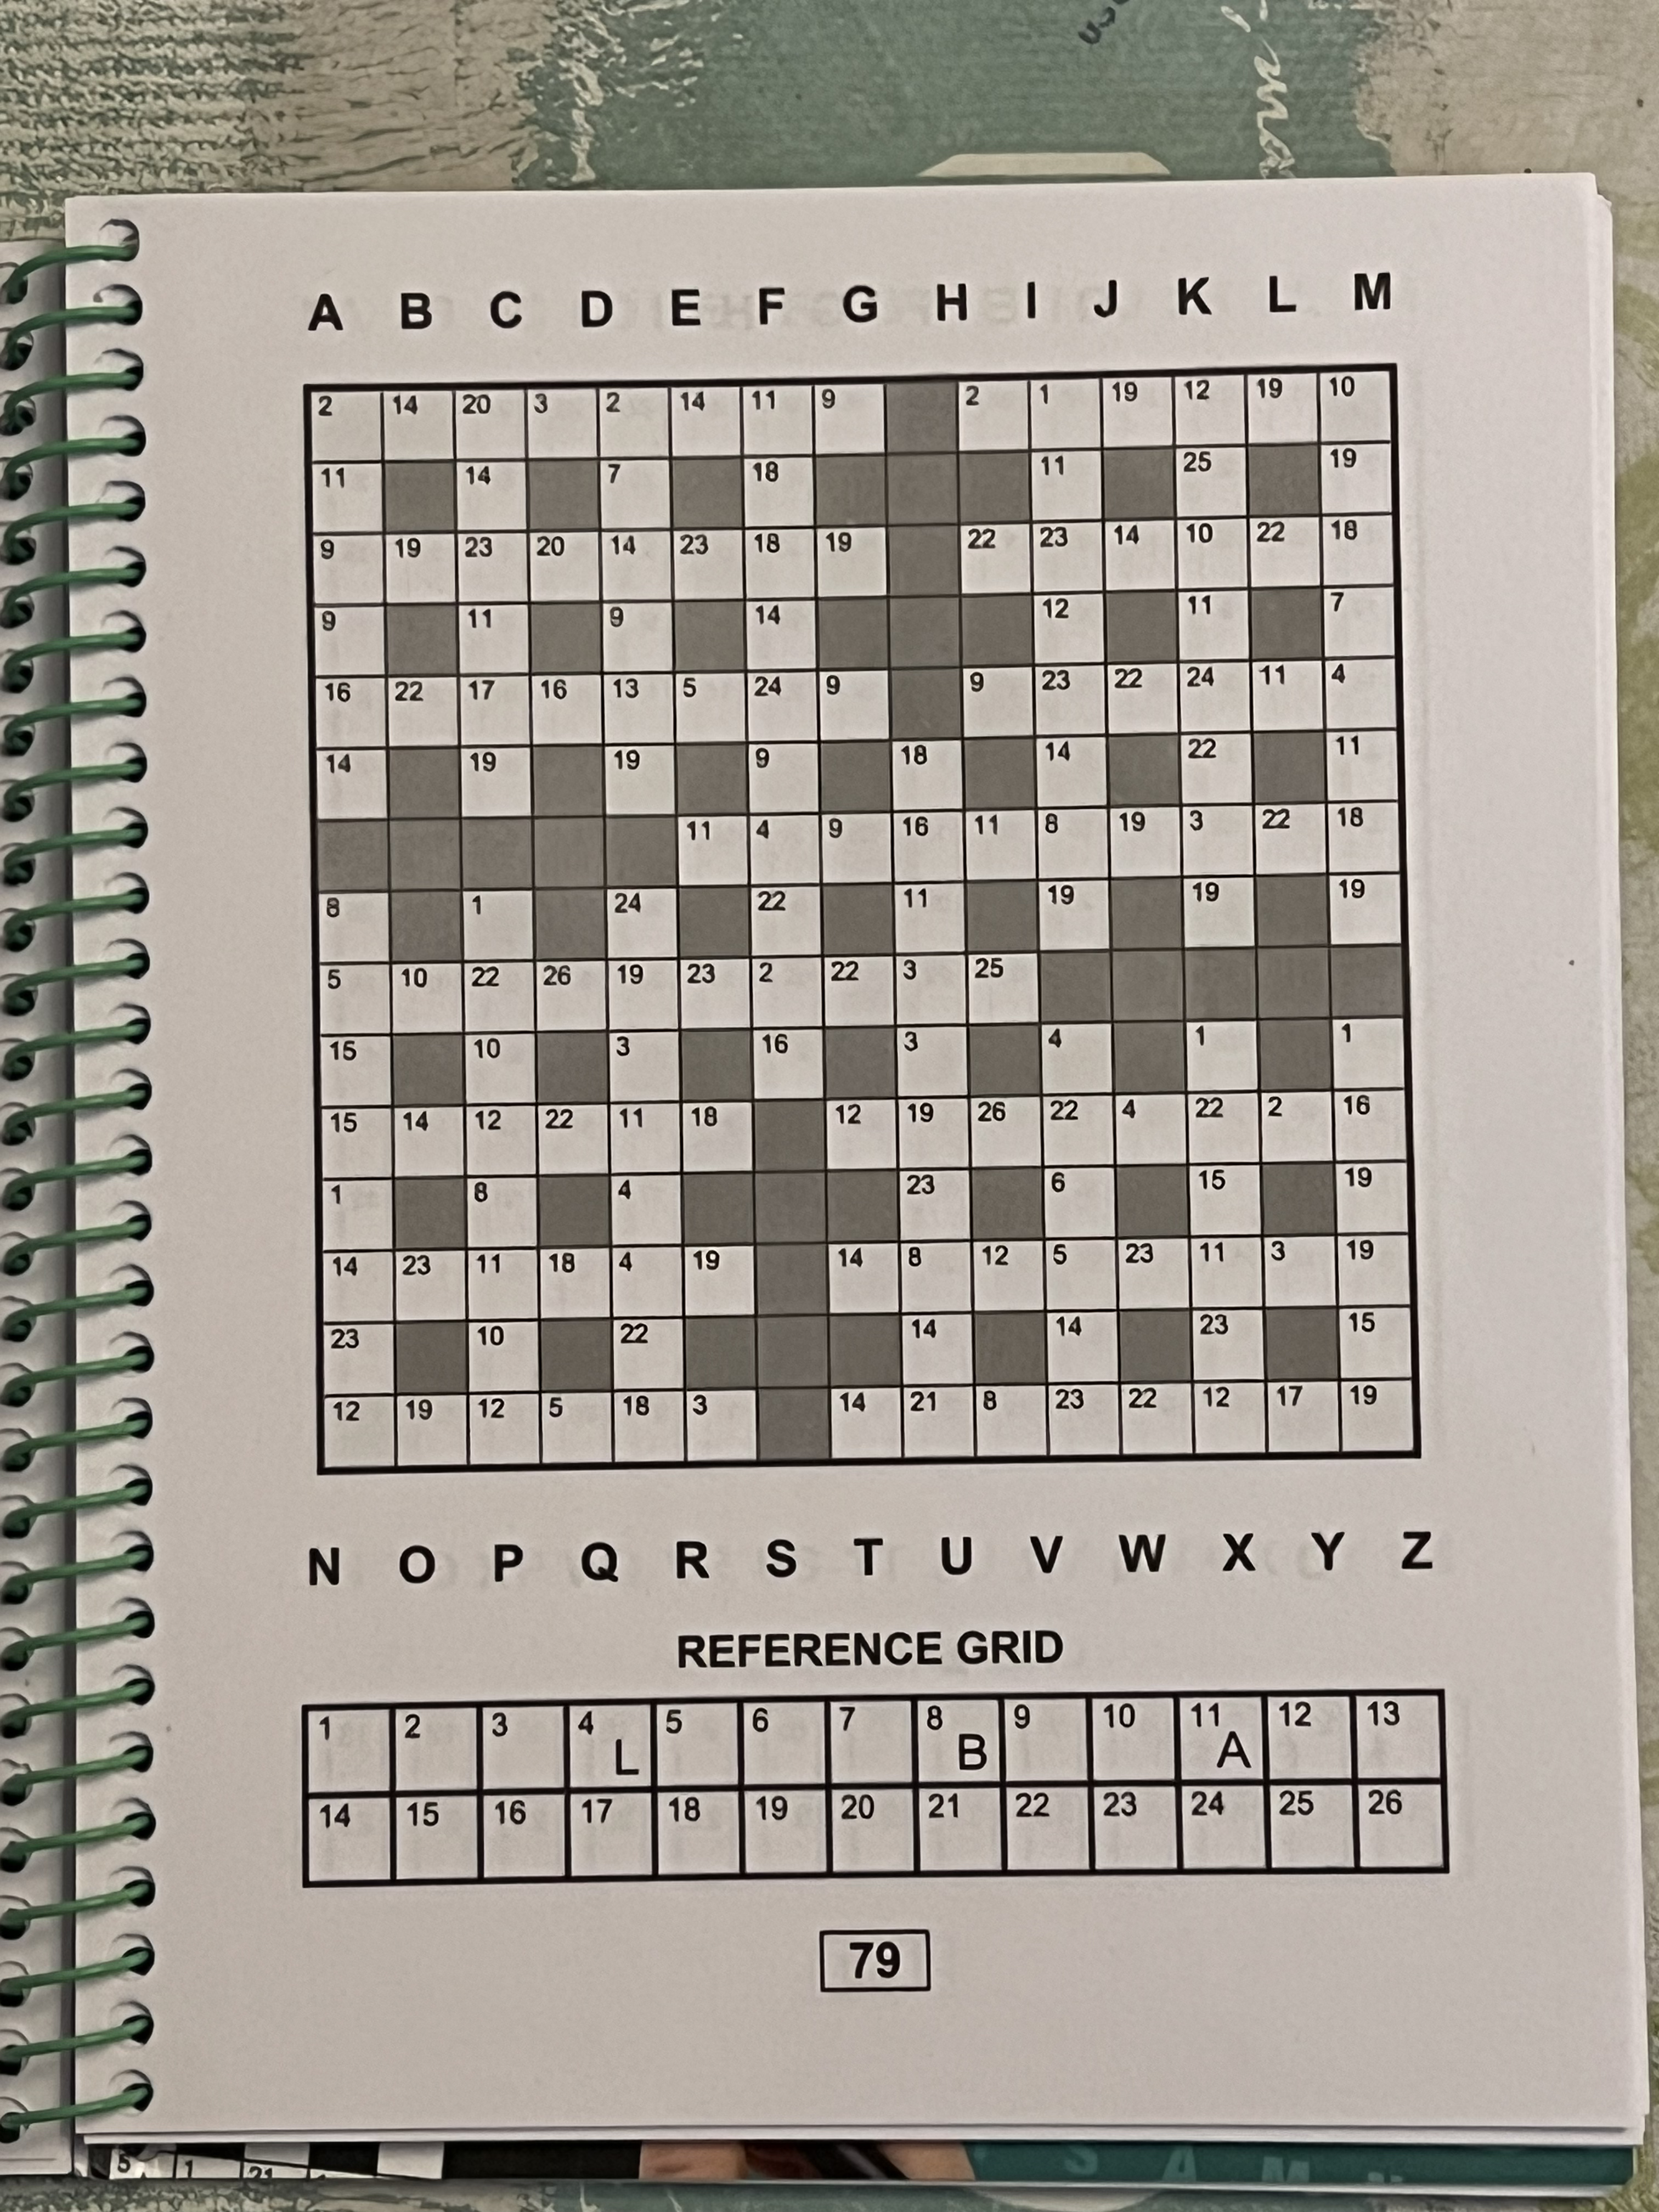 A B C D E F G H I J K L M
2 14 20 3 2 14 11 9 2 1 19 12 19 10
11 14 7 18 11 25 19
9 19 23 20 14 23 18 19 22 23 14 10 22 18
9 11 9 14 12 11 7
16 22 17 16 13 5 24 9 9 23 22 24 11 4
14 19 19 9 18 14 22 11
11 4 9 16 11 8 19 3 22 18
8 1 24 22 11 19 19 19
5 10 22 26 19 23 2 22 3 25
15 10 3 16 3 4 1 1
15 14 12 22 11 18 12 19 26 22 4 22 2 16
1 8 4 23 6 15 19
14 23 11 18 4 19 14 8 12 5 23 11 3 19
23 10 22 14 14 23 15
12 19 12 5 18 3 14 21 8 23 22 12 17 19
N O P Q R S T U V W X Y Z
REFERENCE GRID
1 2 3 4 L 5 6 7 8 B 9 10 11 A 12 13
14 15 16 17 18 19 20 21 22 23 24 25 26
79